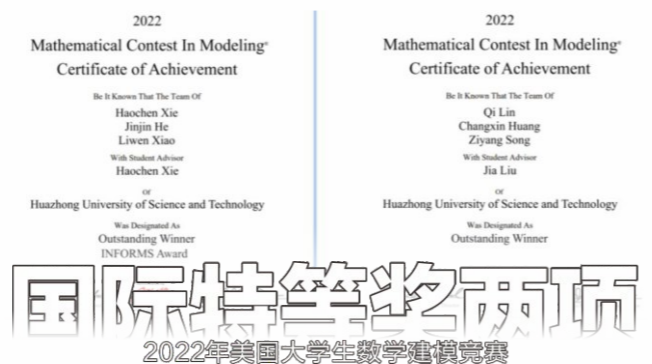 2022
Mathematical Contest In Modeling®
Certificate of Achievement
Be It Known That The Team Of
Haochen Xie
Jinjin He
Liwen Xiao
With Student Advisor
Haochen Xie
Of
Huazhong University of Science and Technology
Was Designated As
Outstanding Winner
INFORMS Award
2022
Mathematical Contest In Modeling®
Certificate of Achievement
Be It Known That The Team Of
Qi Lin
Changxin Huang
Ziyang Song
With Student Advisor
Jia Liu
Of
Huazhong University of Science and Technology
Was Designated As
Outstanding Winner
国际特等奖两项
2022年美国大学生数学建模竞赛